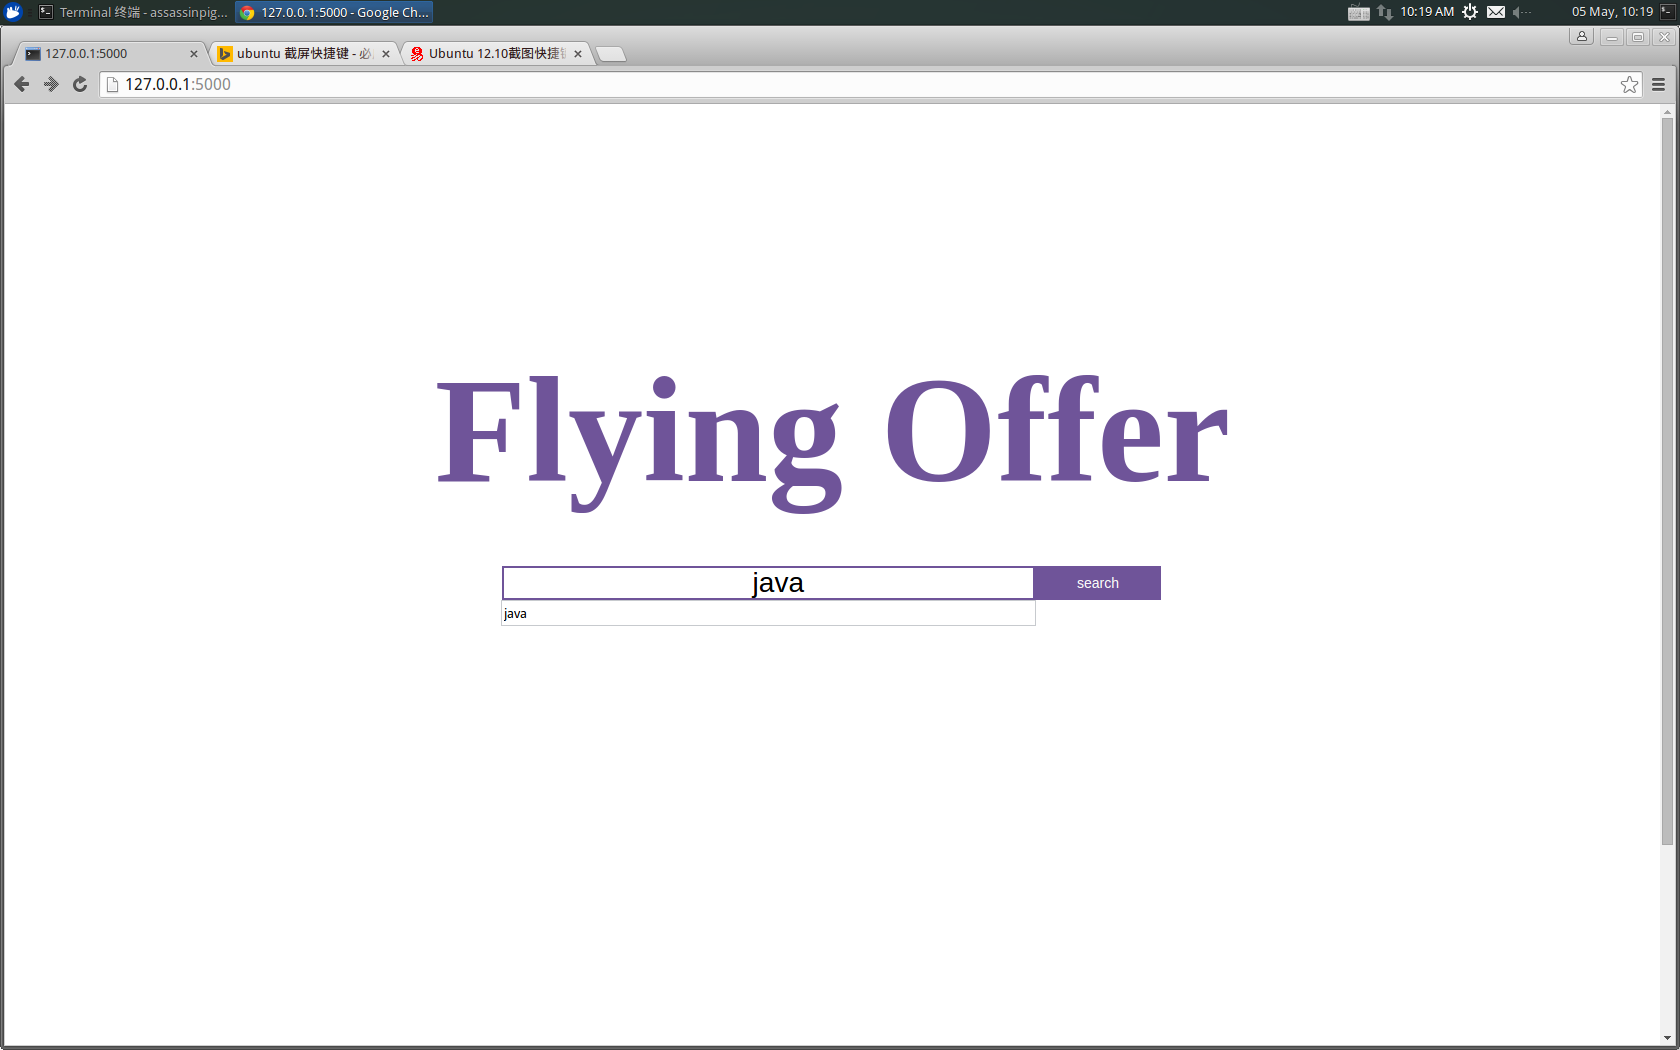 Terminal 终端 - assassinpig...
127.0.0.1:5000 - Google Ch...
10:19 AM
05 May, 10:19
127.0.0.1:5000
ubuntu 截屏快捷键 - 必
Ubuntu 12.10截图快捷键
127.0.0.1:5000
Flying Offer
java
search
java